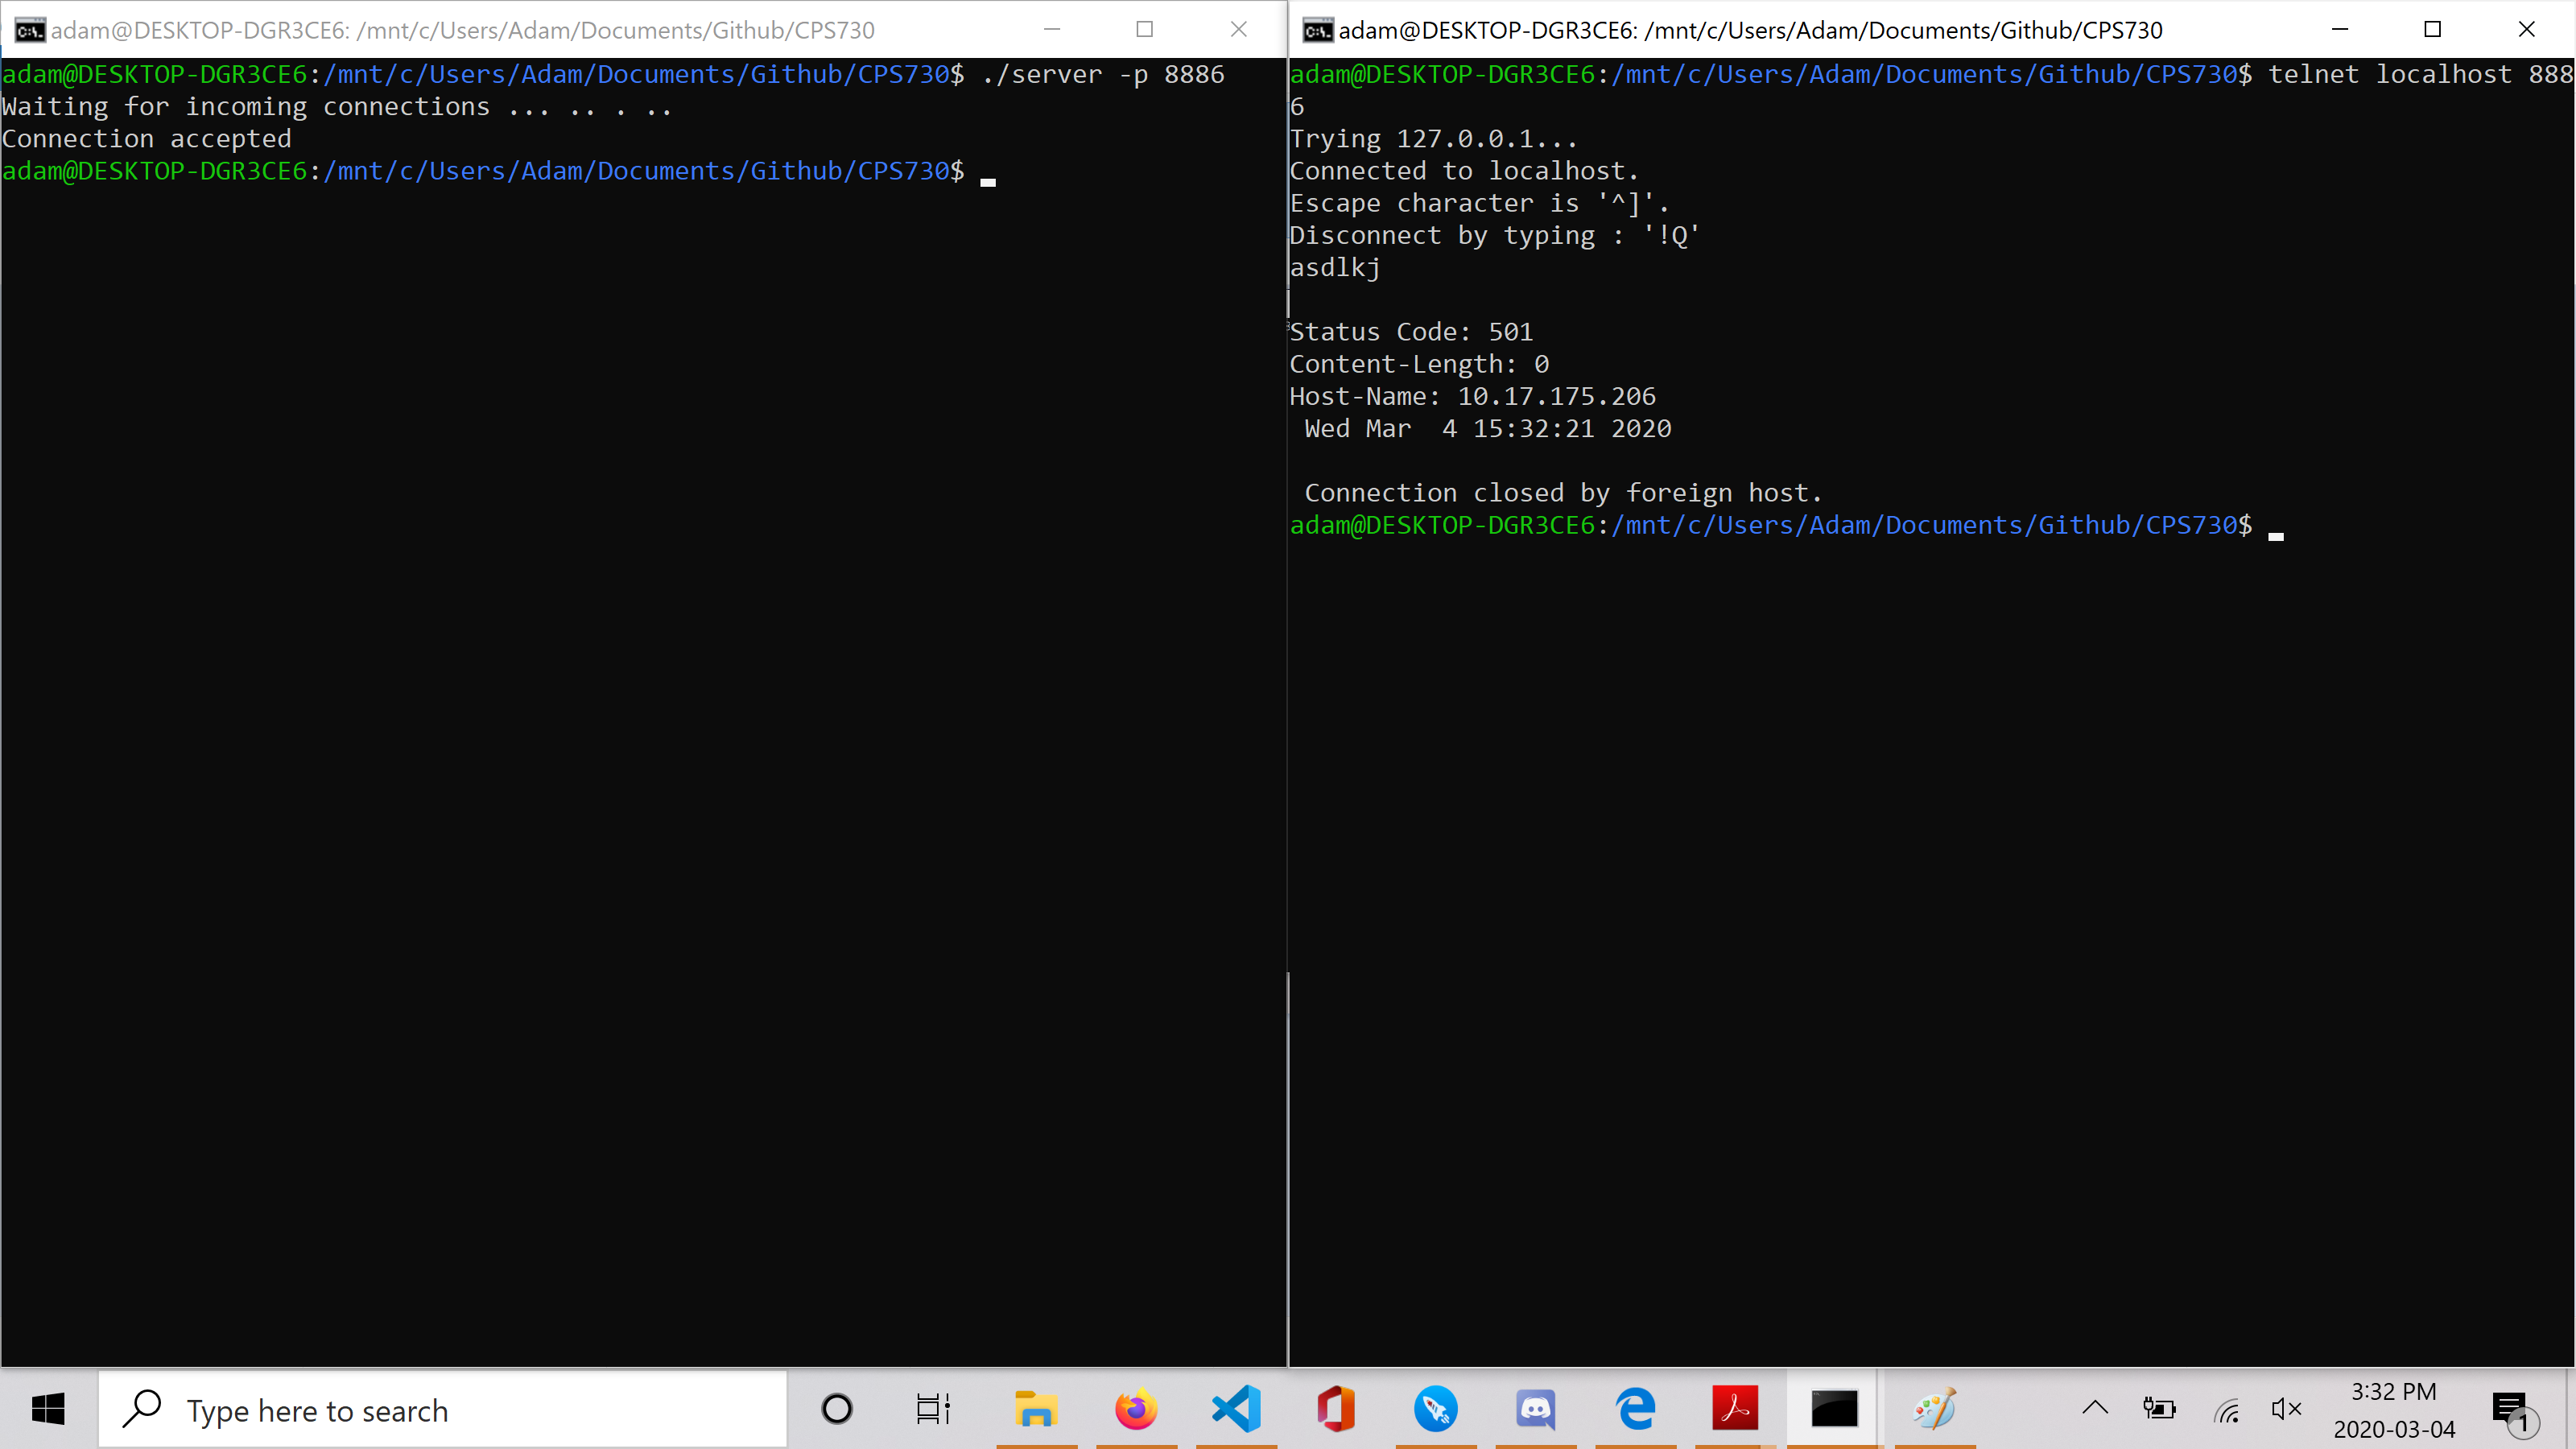 adam@DESKTOP-DGR3CE6: /mnt/c/Users/Adam/Documents/Github/CPS730
adam@DESKTOP-DGR3CE6:/mnt/c/Users/Adam/Documents/Github/CPS730$ ./server -p 8886
Waiting for incoming connections ... .. . ..
Connection accepted
adam@DESKTOP-DGR3CE6:/mnt/c/Users/Adam/Documents/Github/CPS730$
adam@DESKTOP-DGR3CE6: /mnt/c/Users/Adam/Documents/Github/CPS730
adam@DESKTOP-DGR3CE6:/mnt/c/Users/Adam/Documents/Github/CPS730$ telnet localhost 888
6
Trying 127.0.0.1...
Connected to localhost.
Escape character is '^]'.
Disconnect by typing : '!Q'
asdlkj
Status Code: 501
Content-Length: 0
Host-Name: 10.17.175.206
Wed Mar  4 15:32:21 2020
Connection closed by foreign host.
adam@DESKTOP-DGR3CE6:/mnt/c/Users/Adam/Documents/Github/CPS730$
Type here to search
3:32 PM
2020-03-04
1